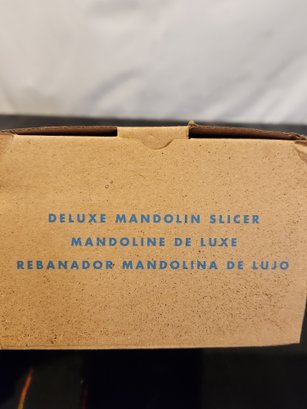 DELUXE MANDOLIN SLICER
MANDOLINE DE LUXE
REBANADOR MANDOLINA DE LUJO